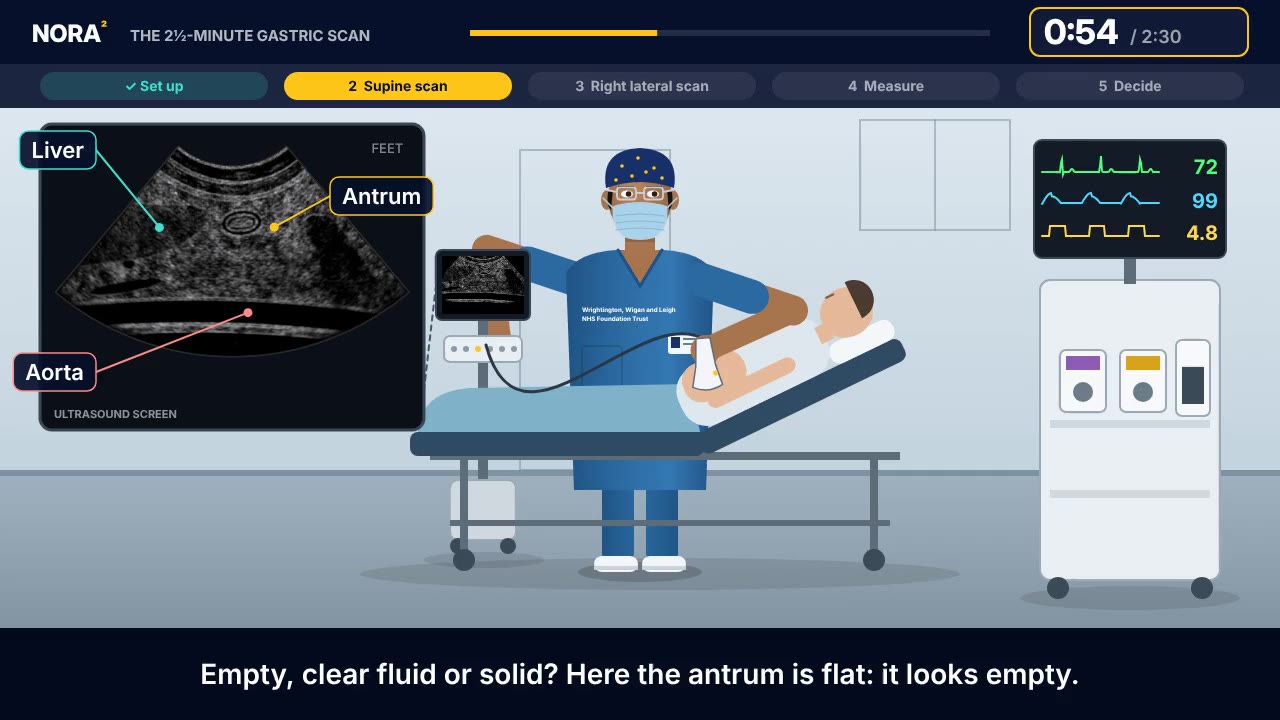 NORA²
THE 2½-MINUTE GASTRIC SCAN
0:54 / 2:30
✓ Set up
2 Supine scan
3 Right lateral scan
4 Measure
5 Decide
Liver
FEET
Antrum
Aorta
ULTRASOUND SCREEN
Wrightington, Wigan and Leigh
NHS Foundation Trust
72
99
4.8
Empty, clear fluid or solid? Here the antrum is flat: it looks empty.